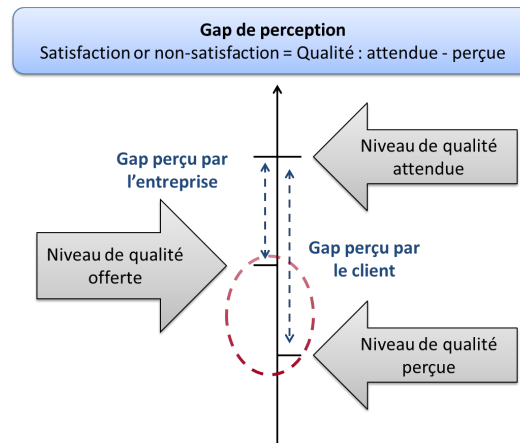 Gap de perception
Satisfaction or non-satisfaction = Qualité : attendue - perçue
Niveau de qualité
attendue
Gap perçu par
l'entreprise
Niveau de qualité
offerte
Gap perçu par
le client
Niveau de qualité
perçue